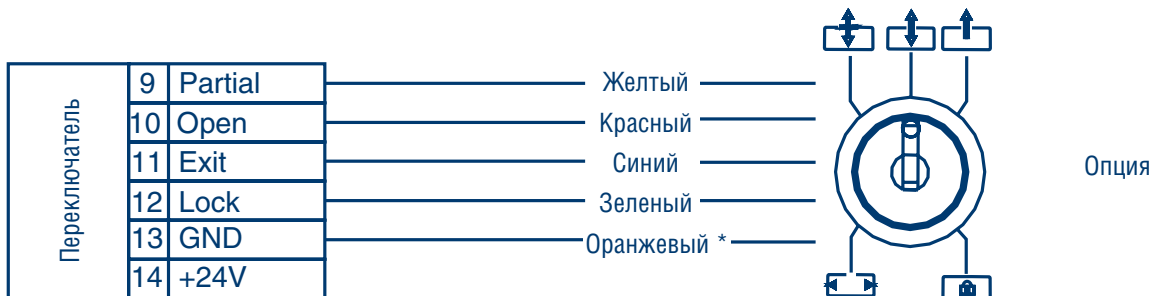 Переключатель
9 Partial Желтый
10 Open Красный
11 Exit Синий
12 Lock Зеленый
13 GND Оранжевый *
14 +24V
Опция